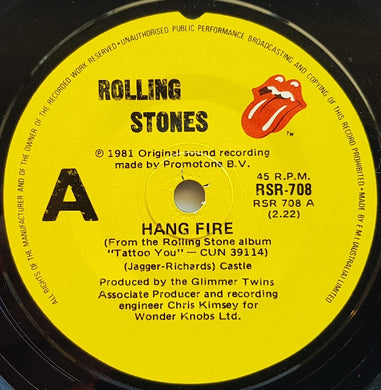 ALL RIGHTS OF THE MANUFACTURER AND OF THE OWNER OF THE RECORDED WORK RESERVED—UNAUTHORISED PUBLIC PERFORMANCE BROADCASTING AND COPYING OF THIS RECORD PROHIBITED. MADE BY E M I (AUSTRALIA) LIMITED
ROLLING
STONES
TM
℗ 1981 Original sound recording
made by Promotone B.V.
A
45 R.P.M.
RSR-708
RSR 708 A
(2.22)
HANG FIRE
(From the Rolling Stone album
"Tattoo You" — CUN 39114)
(Jagger-Richards) Castle
Produced by the Glimmer Twins
Associate Producer and recording
engineer Chris Kimsey for
Wonder Knobs Ltd.